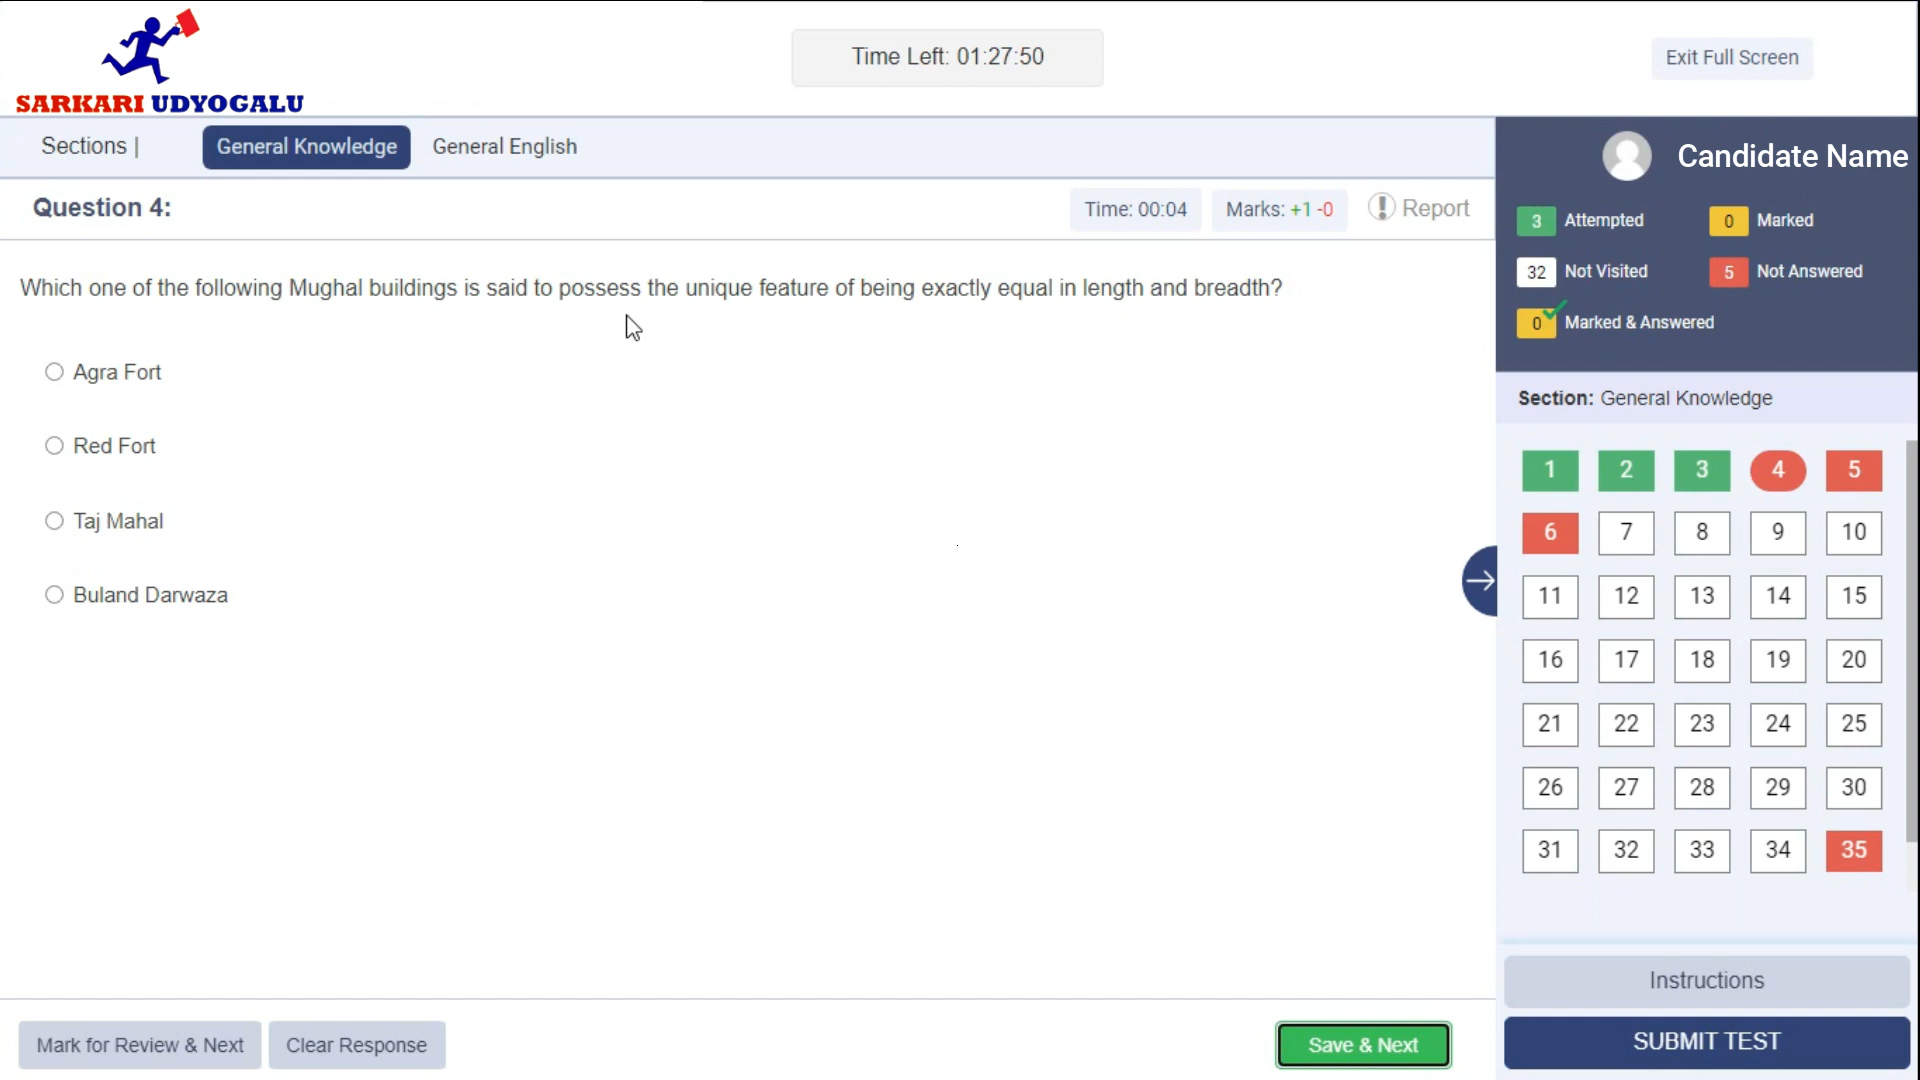 SARKARI UDYOGALU
Time Left: 01:27:50
Exit Full Screen
Sections |
General Knowledge
General English
Question 4:
Time: 00:04
Marks: +1 -0
Report
Which one of the following Mughal buildings is said to possess the unique feature of being exactly equal in length and breadth?
Agra Fort
Red Fort
Taj Mahal
Buland Darwaza
Mark for Review & Next
Clear Response
Save & Next
Candidate Name
3 Attempted
0 Marked
32 Not Visited
5 Not Answered
0 Marked & Answered
Section: General Knowledge
1 2 3 4 5
6 7 8 9 10
11 12 13 14 15
16 17 18 19 20
21 22 23 24 25
26 27 28 29 30
31 32 33 34 35
Instructions
SUBMIT TEST